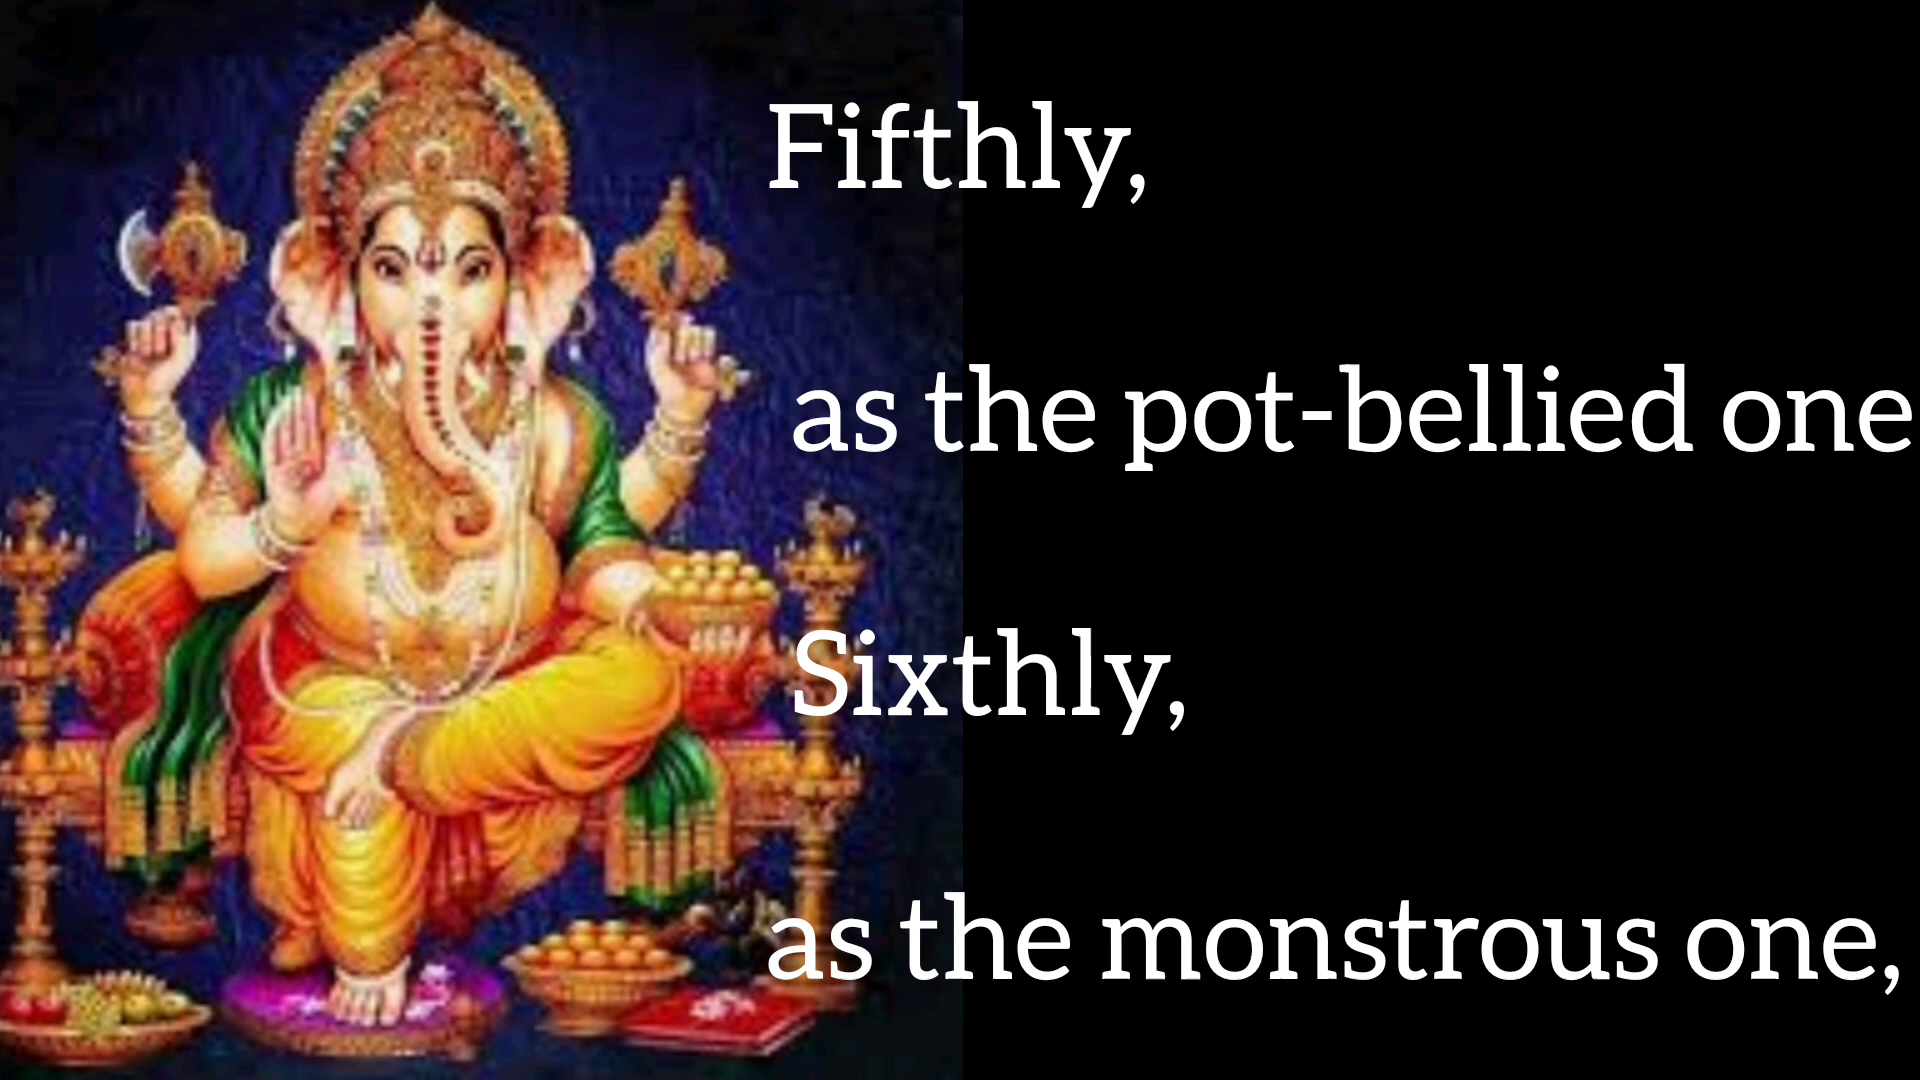 Fifthly,
as the pot-bellied one
Sixthly,
as the monstrous one,